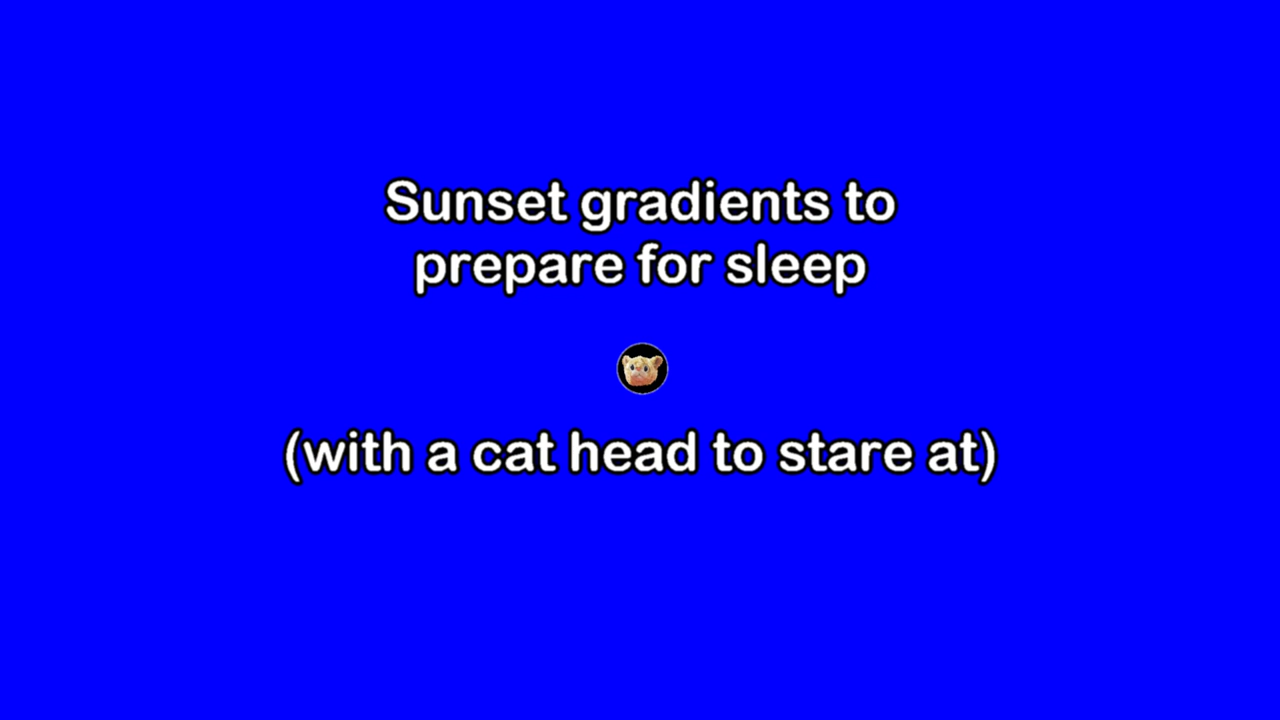 Sunset gradients to
prepare for sleep
(with a cat head to stare at)